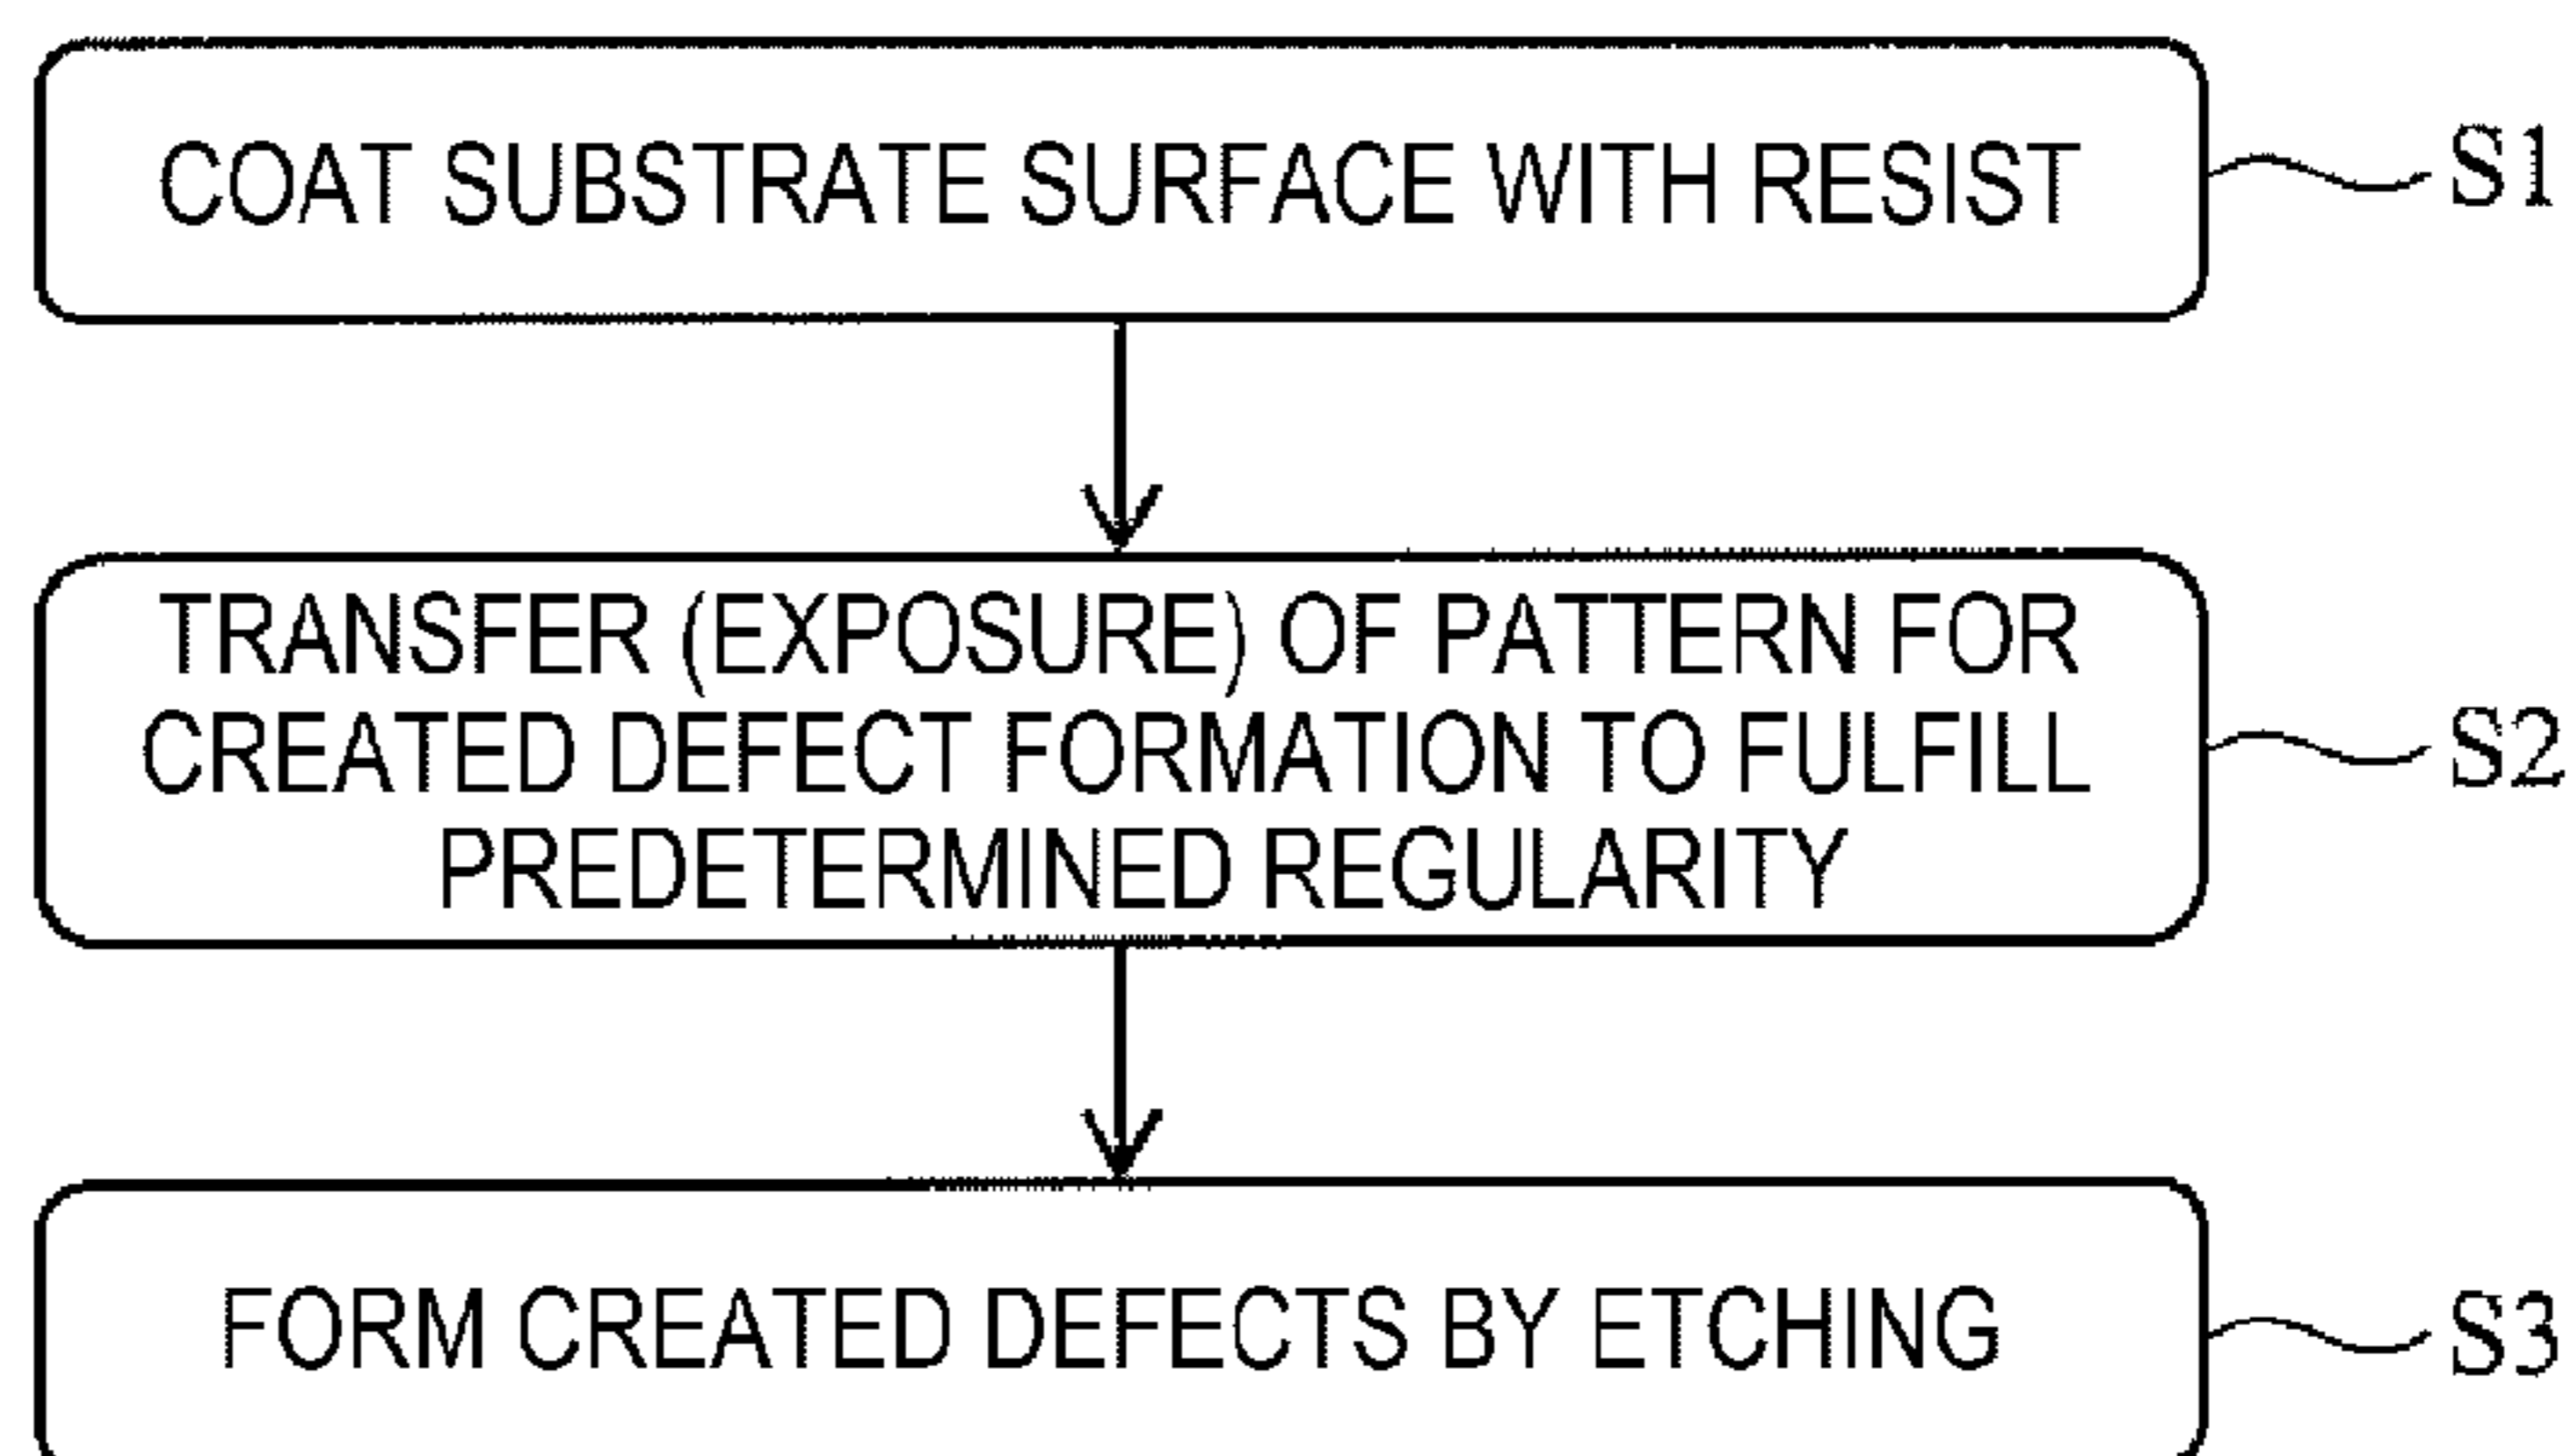 COAT SUBSTRATE SURFACE WITH RESIST
S1
TRANSFER (EXPOSURE) OF PATTERN FOR
CREATED DEFECT FORMATION TO FULFILL
PREDETERMINED REGULARITY
S2
FORM CREATED DEFECTS BY ETCHING
S3